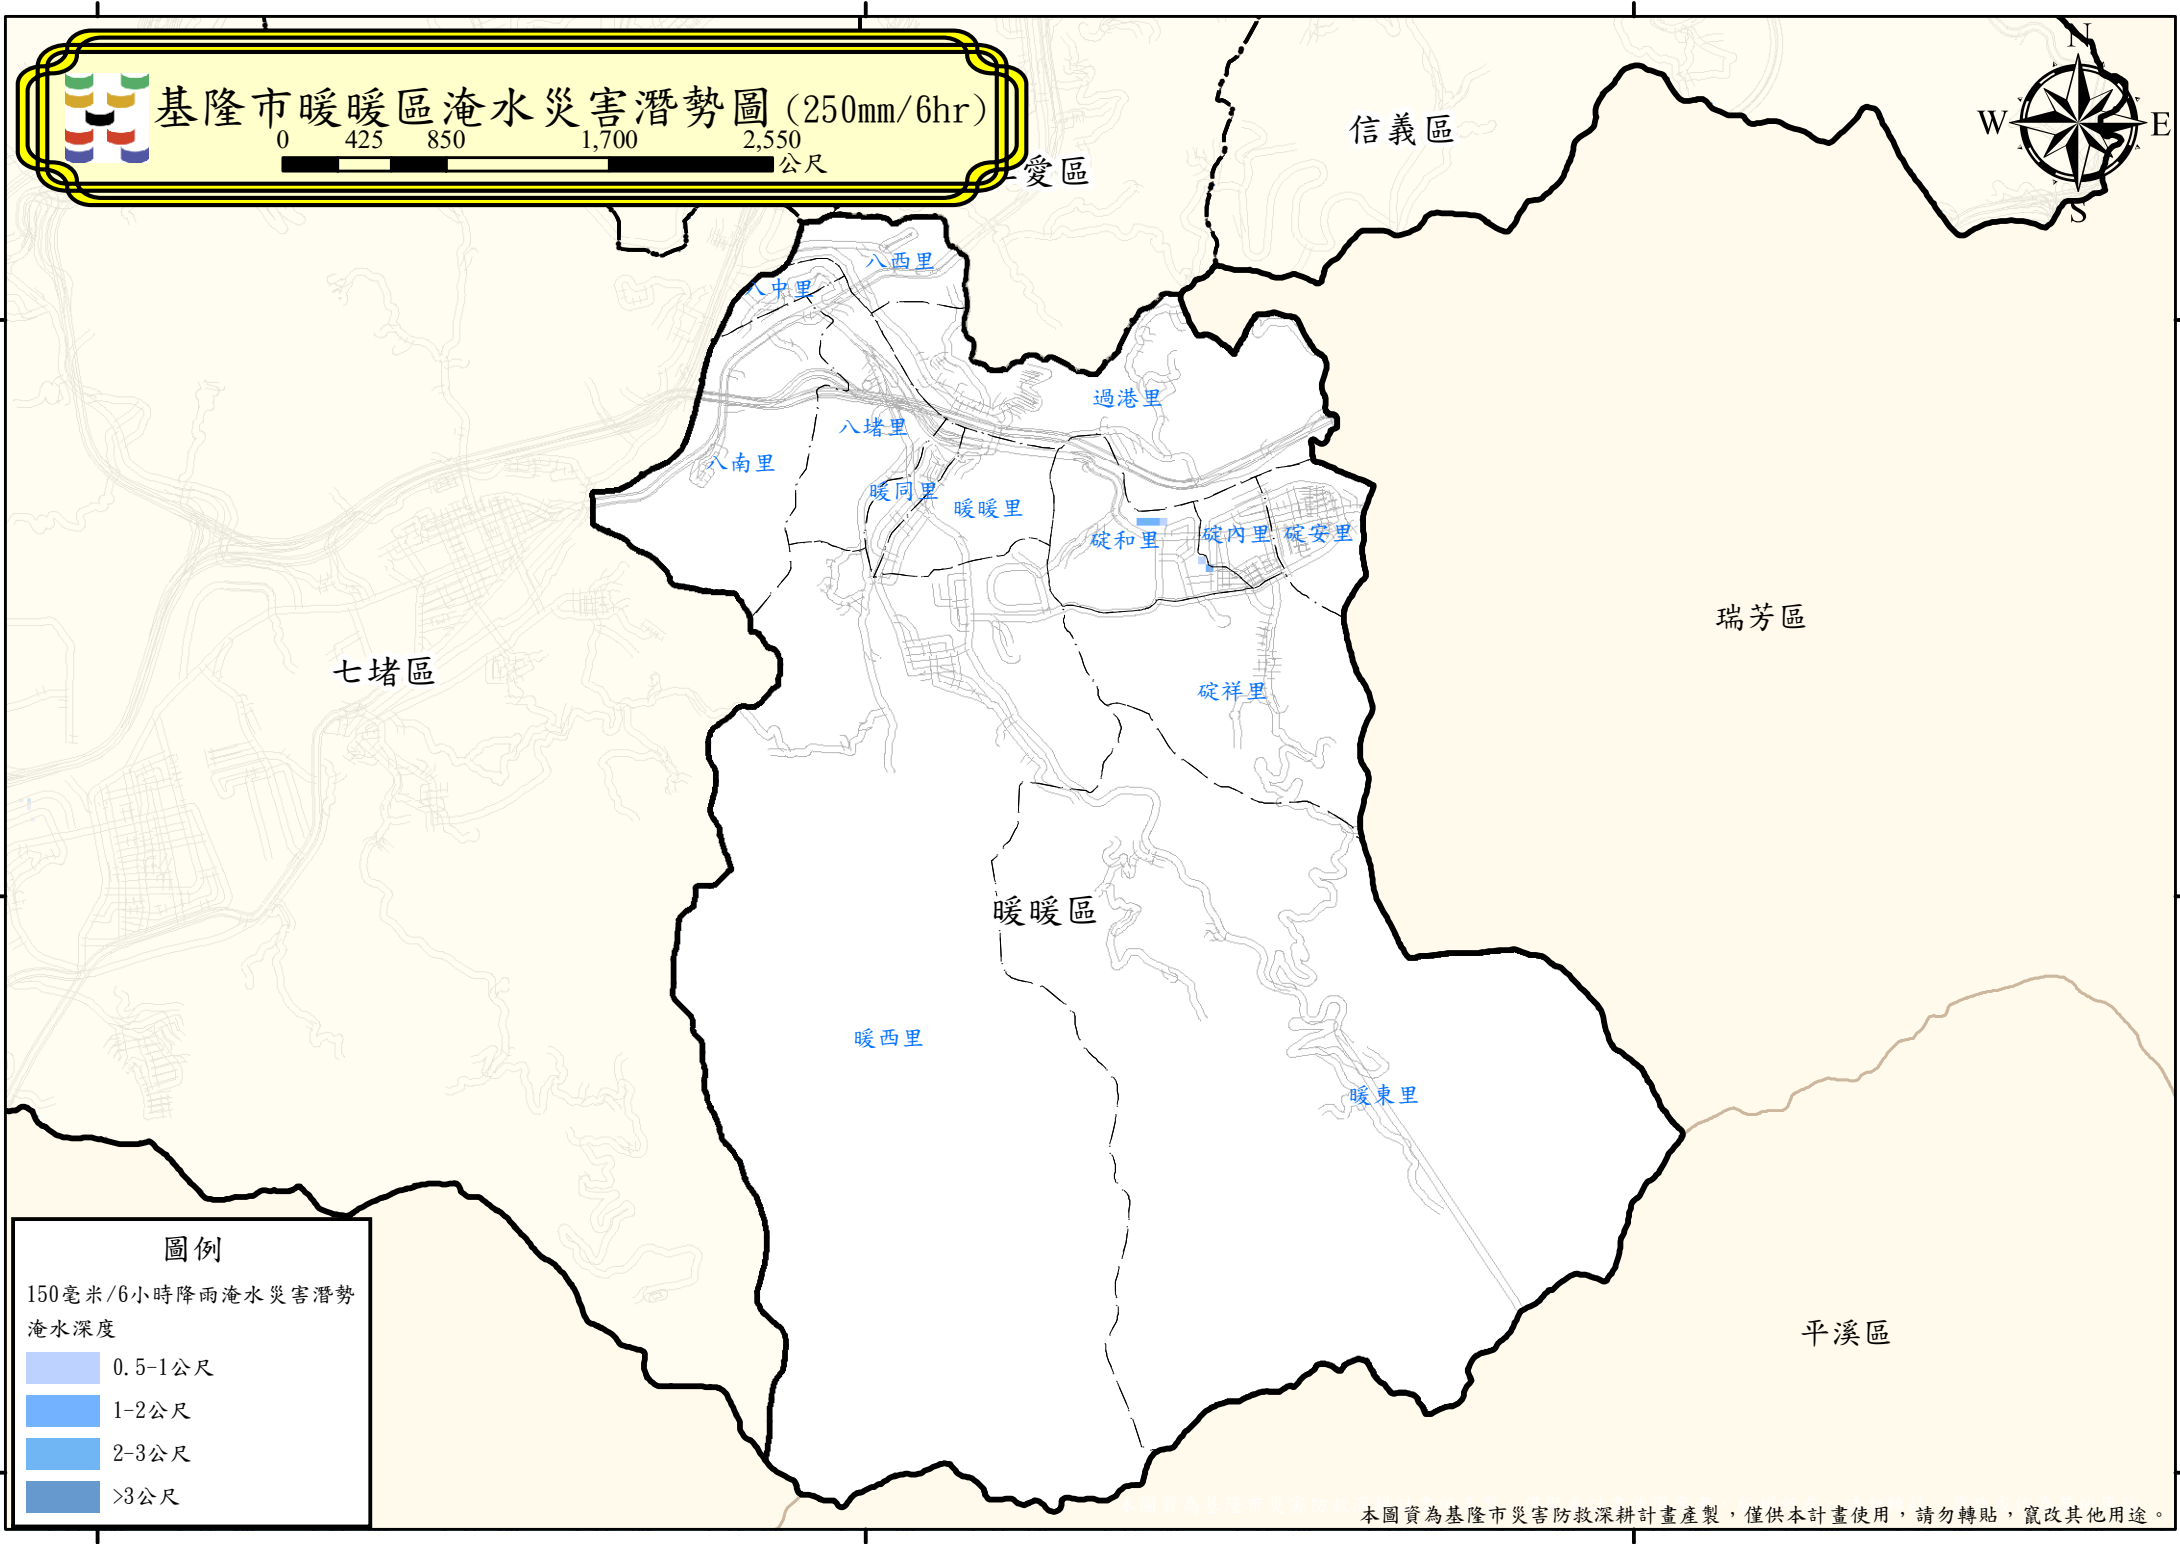 基隆市暖暖區淹水災害潛勢圖(250mm/6hr)
0 425 850 1,700 2,550
公尺
N
W
E
S
信義區
愛區
八西里
八中里
過港里
八堵里
八南里
暖同里
暖暖里
碇和里
碇內里
碇安里
瑞芳區
七堵區
碇祥里
暖暖區
暖西里
暖東里
平溪區
圖例
150毫米/6小時降雨淹水災害潛勢
淹水深度
0.5-1公尺
1-2公尺
2-3公尺
>3公尺
本圖資為基隆市災害防救深耕計畫產製，僅供本計畫使用，請勿轉貼，竄改其他用途。